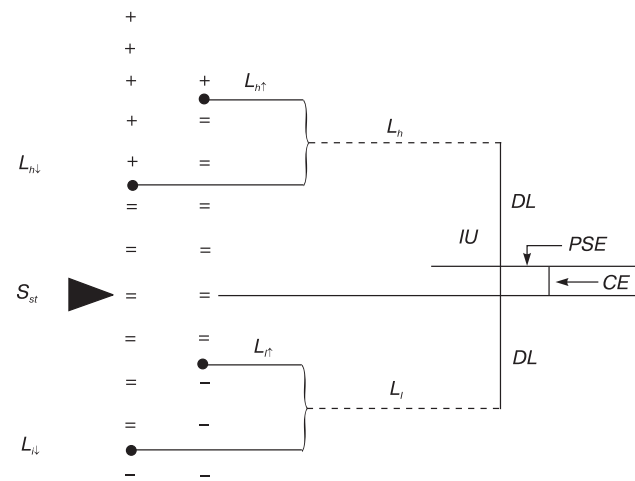 +
+
+ + L_h↑
+ = L_h
L_h↓ + =
= = DL
= = IU PSE
S_st = = CE
= = L_l↑ DL
= – L_l
= –
L_l↓
– –